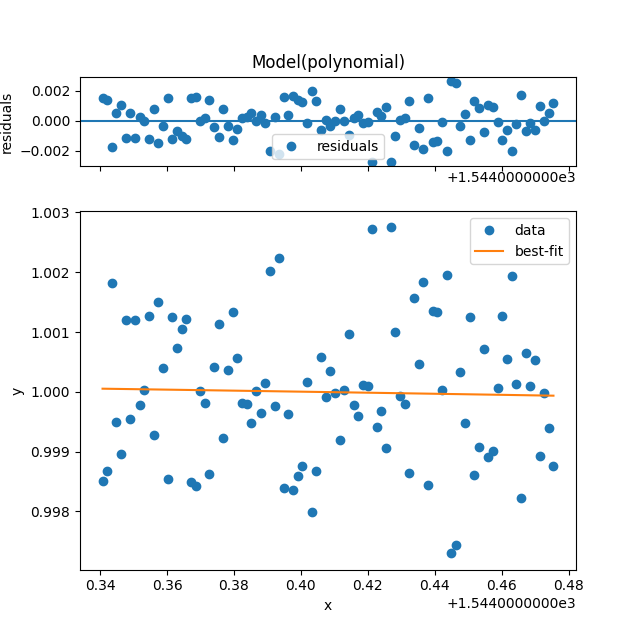 Model(polynomial)
residuals
0.002
0.000
−0.002
residuals
+1.5440000000e3
y
1.003
1.002
1.001
1.000
0.999
0.998
data
best-fit
0.34 0.36 0.38 0.40 0.42 0.44 0.46 0.48
x
+1.5440000000e3